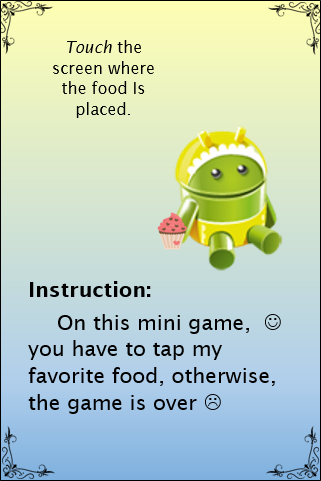 Touch the
screen where
the food Is
placed.
Instruction:
On this mini game, ☺
you have to tap my
favorite food, otherwise,
the game is over ☹